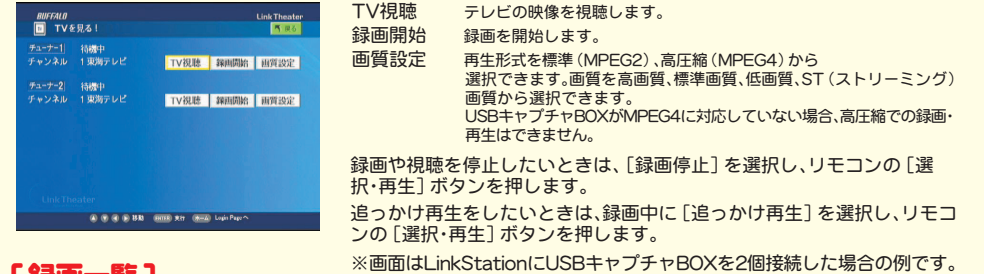 BUFFALO
LinkTheater
TVを見る!
戻る
チューナー1 待機中
チャンネル 1 東海テレビ
TV視聴 録画開始 画質設定
チューナー2 待機中
チャンネル 1 東海テレビ
TV視聴 録画開始 画質設定
LinkTheater
移動 ENTER 実行 ホーム Login Pageへ
TV視聴 テレビの映像を視聴します。
録画開始 録画を開始します。
画質設定 再生形式を標準(MPEG2)、高圧縮(MPEG4)から
選択できます。画質を高画質、標準画質、低画質、ST(ストリーミング)
画質から選択できます。
USBキャプチャBOXがMPEG4に対応していない場合、高圧縮での録画・
再生はできません。
録画や視聴を停止したいときは、[録画停止]を選択し、リモコンの[選
択・再生]ボタンを押します。
追っかけ再生をしたいときは、録画中に[追っかけ再生]を選択し、リモコ
ンの[選択・再生]ボタンを押します。
※画面はLinkStationにUSBキャプチャBOXを2個接続した場合の例です。
[録画一覧]